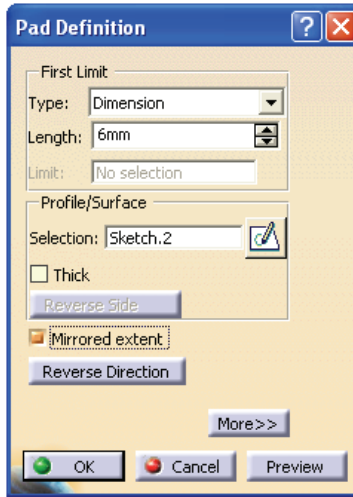 Pad Definition
First Limit
Type: Dimension
Length: 6mm
Limit: No selection
Profile/Surface
Selection: Sketch.2
Thick
Reverse Side
Mirrored extent
Reverse Direction
More>>
OK Cancel Preview